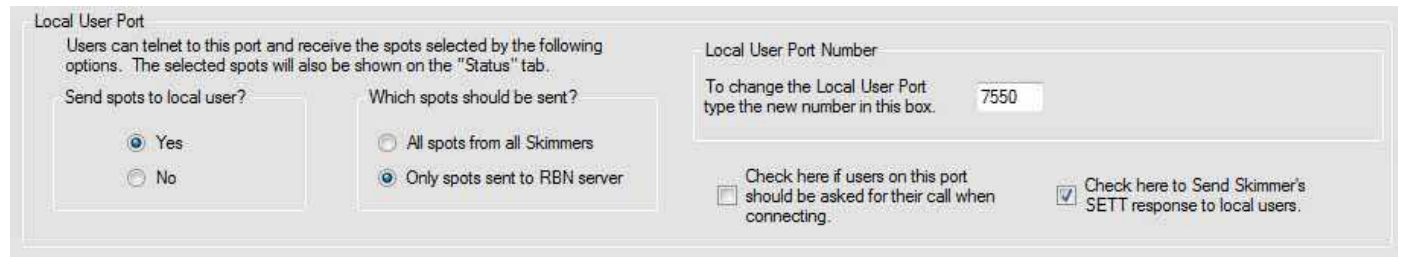 Local User Port
Users can telnet to this port and receive the spots selected by the following
options. The selected spots will also be shown on the "Status" tab.
Send spots to local user?
Yes
No
Which spots should be sent?
All spots from all Skimmers
Only spots sent to RBN server
Local User Port Number
To change the Local User Port
type the new number in this box.
7550
Check here if users on this port
should be asked for their call when
connecting.
Check here to Send Skimmer's
SETT response to local users.